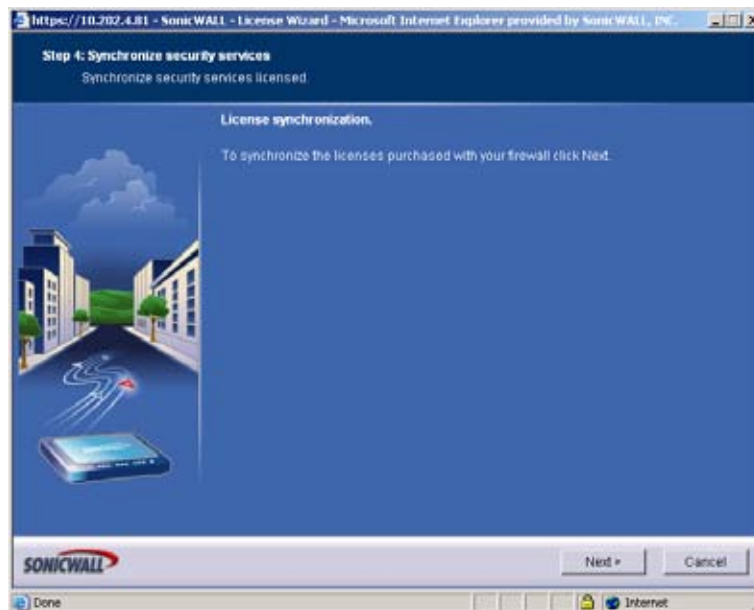 https://10.202.4.81 - SonicWALL - License Wizard - Microsoft Internet Explorer provided by SonicWALL, INC.
Step 4: Synchronize security services
Synchronize security services licensed.
License synchronization.
To synchronize the licenses purchased with your firewall click Next.
SONICWALL
Next >
Cancel
Done
Internet